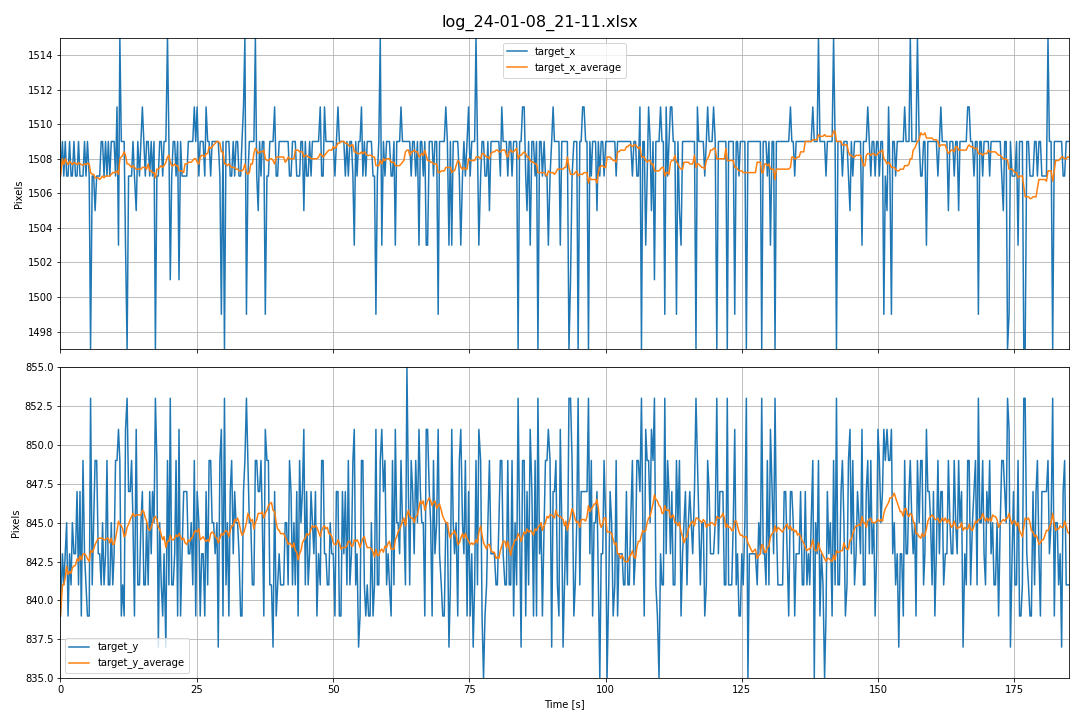 log_24-01-08_21-11.xlsx
target_x
target_x_average
Pixels
1514
1512
1510
1508
1506
1504
1502
1500
1498
target_y
target_y_average
Pixels
855.0
852.5
850.0
847.5
845.0
842.5
840.0
837.5
835.0
0 25 50 75 100 125 150 175
Time [s]